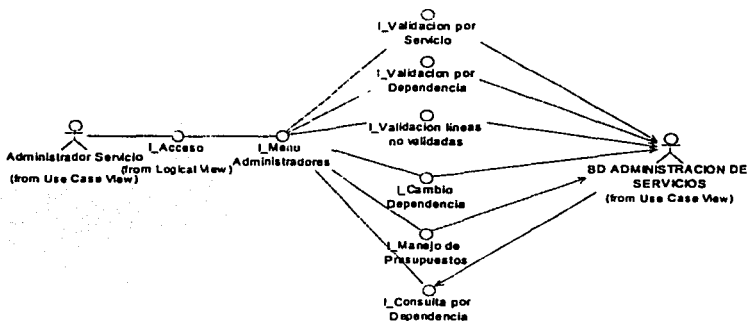 I_Validacion por
Servicio
I_Validacion por
Dependencia
I_Validacion lineas
no validadas
Administrador Servicio
(from Use Case View)
I_Acceso
(from Logical View)
I_Menu
Administradores
BD ADMINISTRACION DE
SERVICIOS
(from Use Case View)
I_Cambio
Dependencia
I_Manejo de
Presupuestos
I_Consulta por
Dependencia